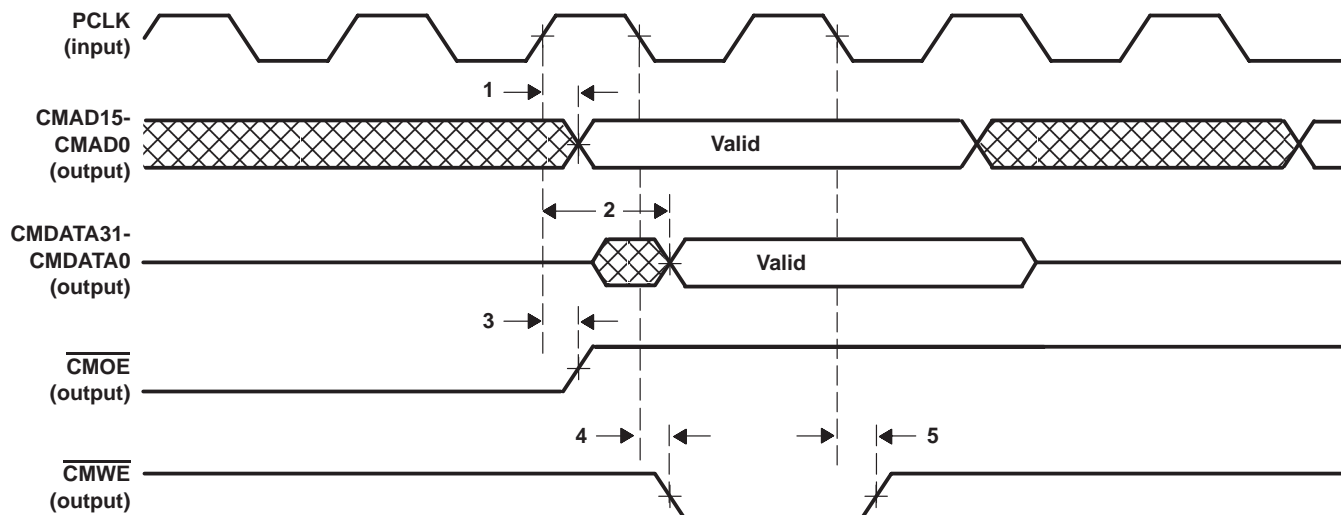 PCLK
(input)
1
CMAD15-
CMAD0
(output)
Valid
2
CMDATA31-
CMDATA0
(output)
Valid
3
CMOE
(output)
4
5
CMWE
(output)